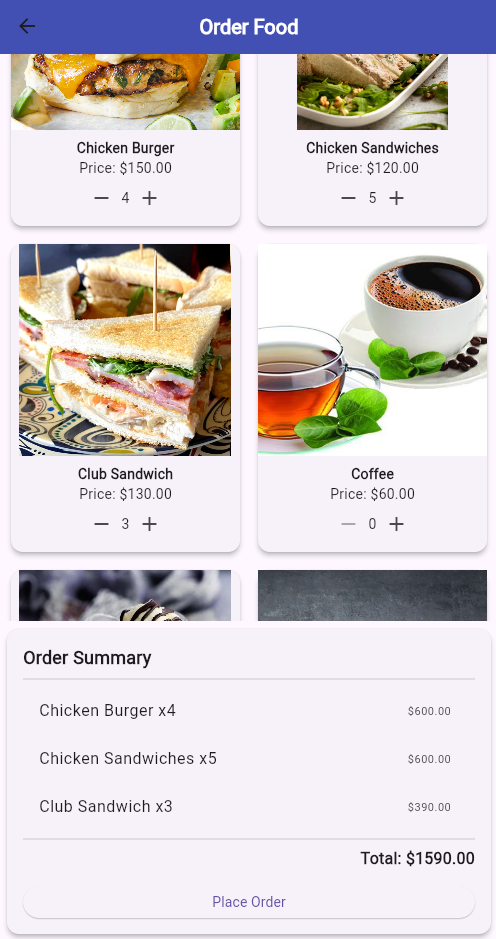 Order Food
Chicken Burger
Price: $150.00
4
Chicken Sandwiches
Price: $120.00
5
Club Sandwich
Price: $130.00
3
Coffee
Price: $60.00
0
Order Summary
Chicken Burger x4 $600.00
Chicken Sandwiches x5 $600.00
Club Sandwich x3 $390.00
Total: $1590.00
Place Order